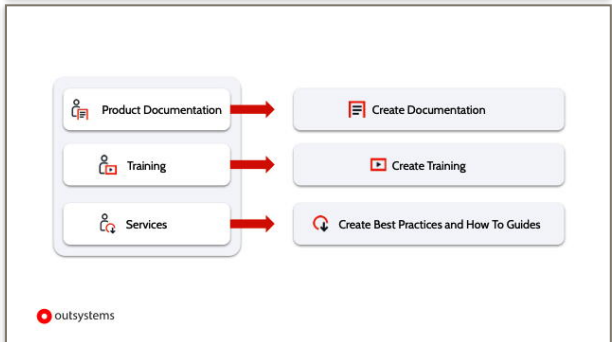 Product Documentation
Create Documentation
Training
Create Training
Services
Create Best Practices and How To Guides
outsystems